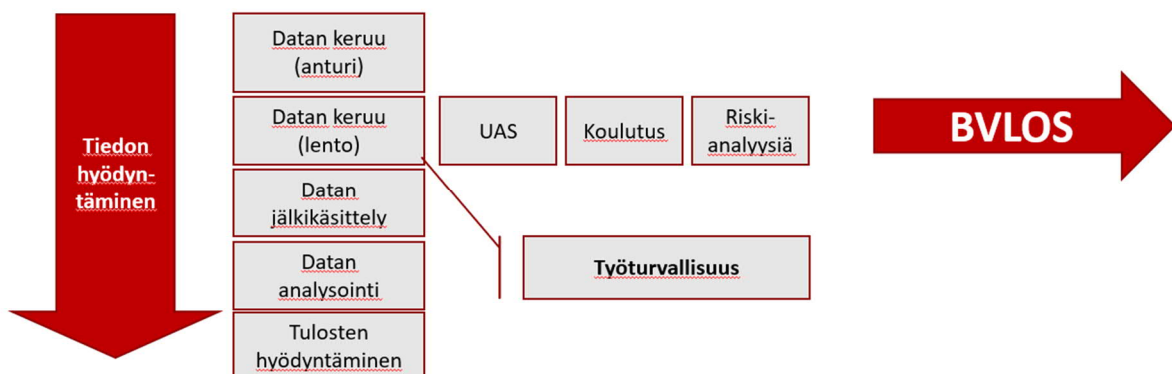 Tiedon
hyödyn-
täminen
Datan keruu
(anturi)
Datan keruu
(lento)
UAS
Koulutus
Riski-
analyysiä
BVLOS
Datan
jälkikäsittely
Datan
analysointi
Työturvallisuus
Tulosten
hyödyntäminen